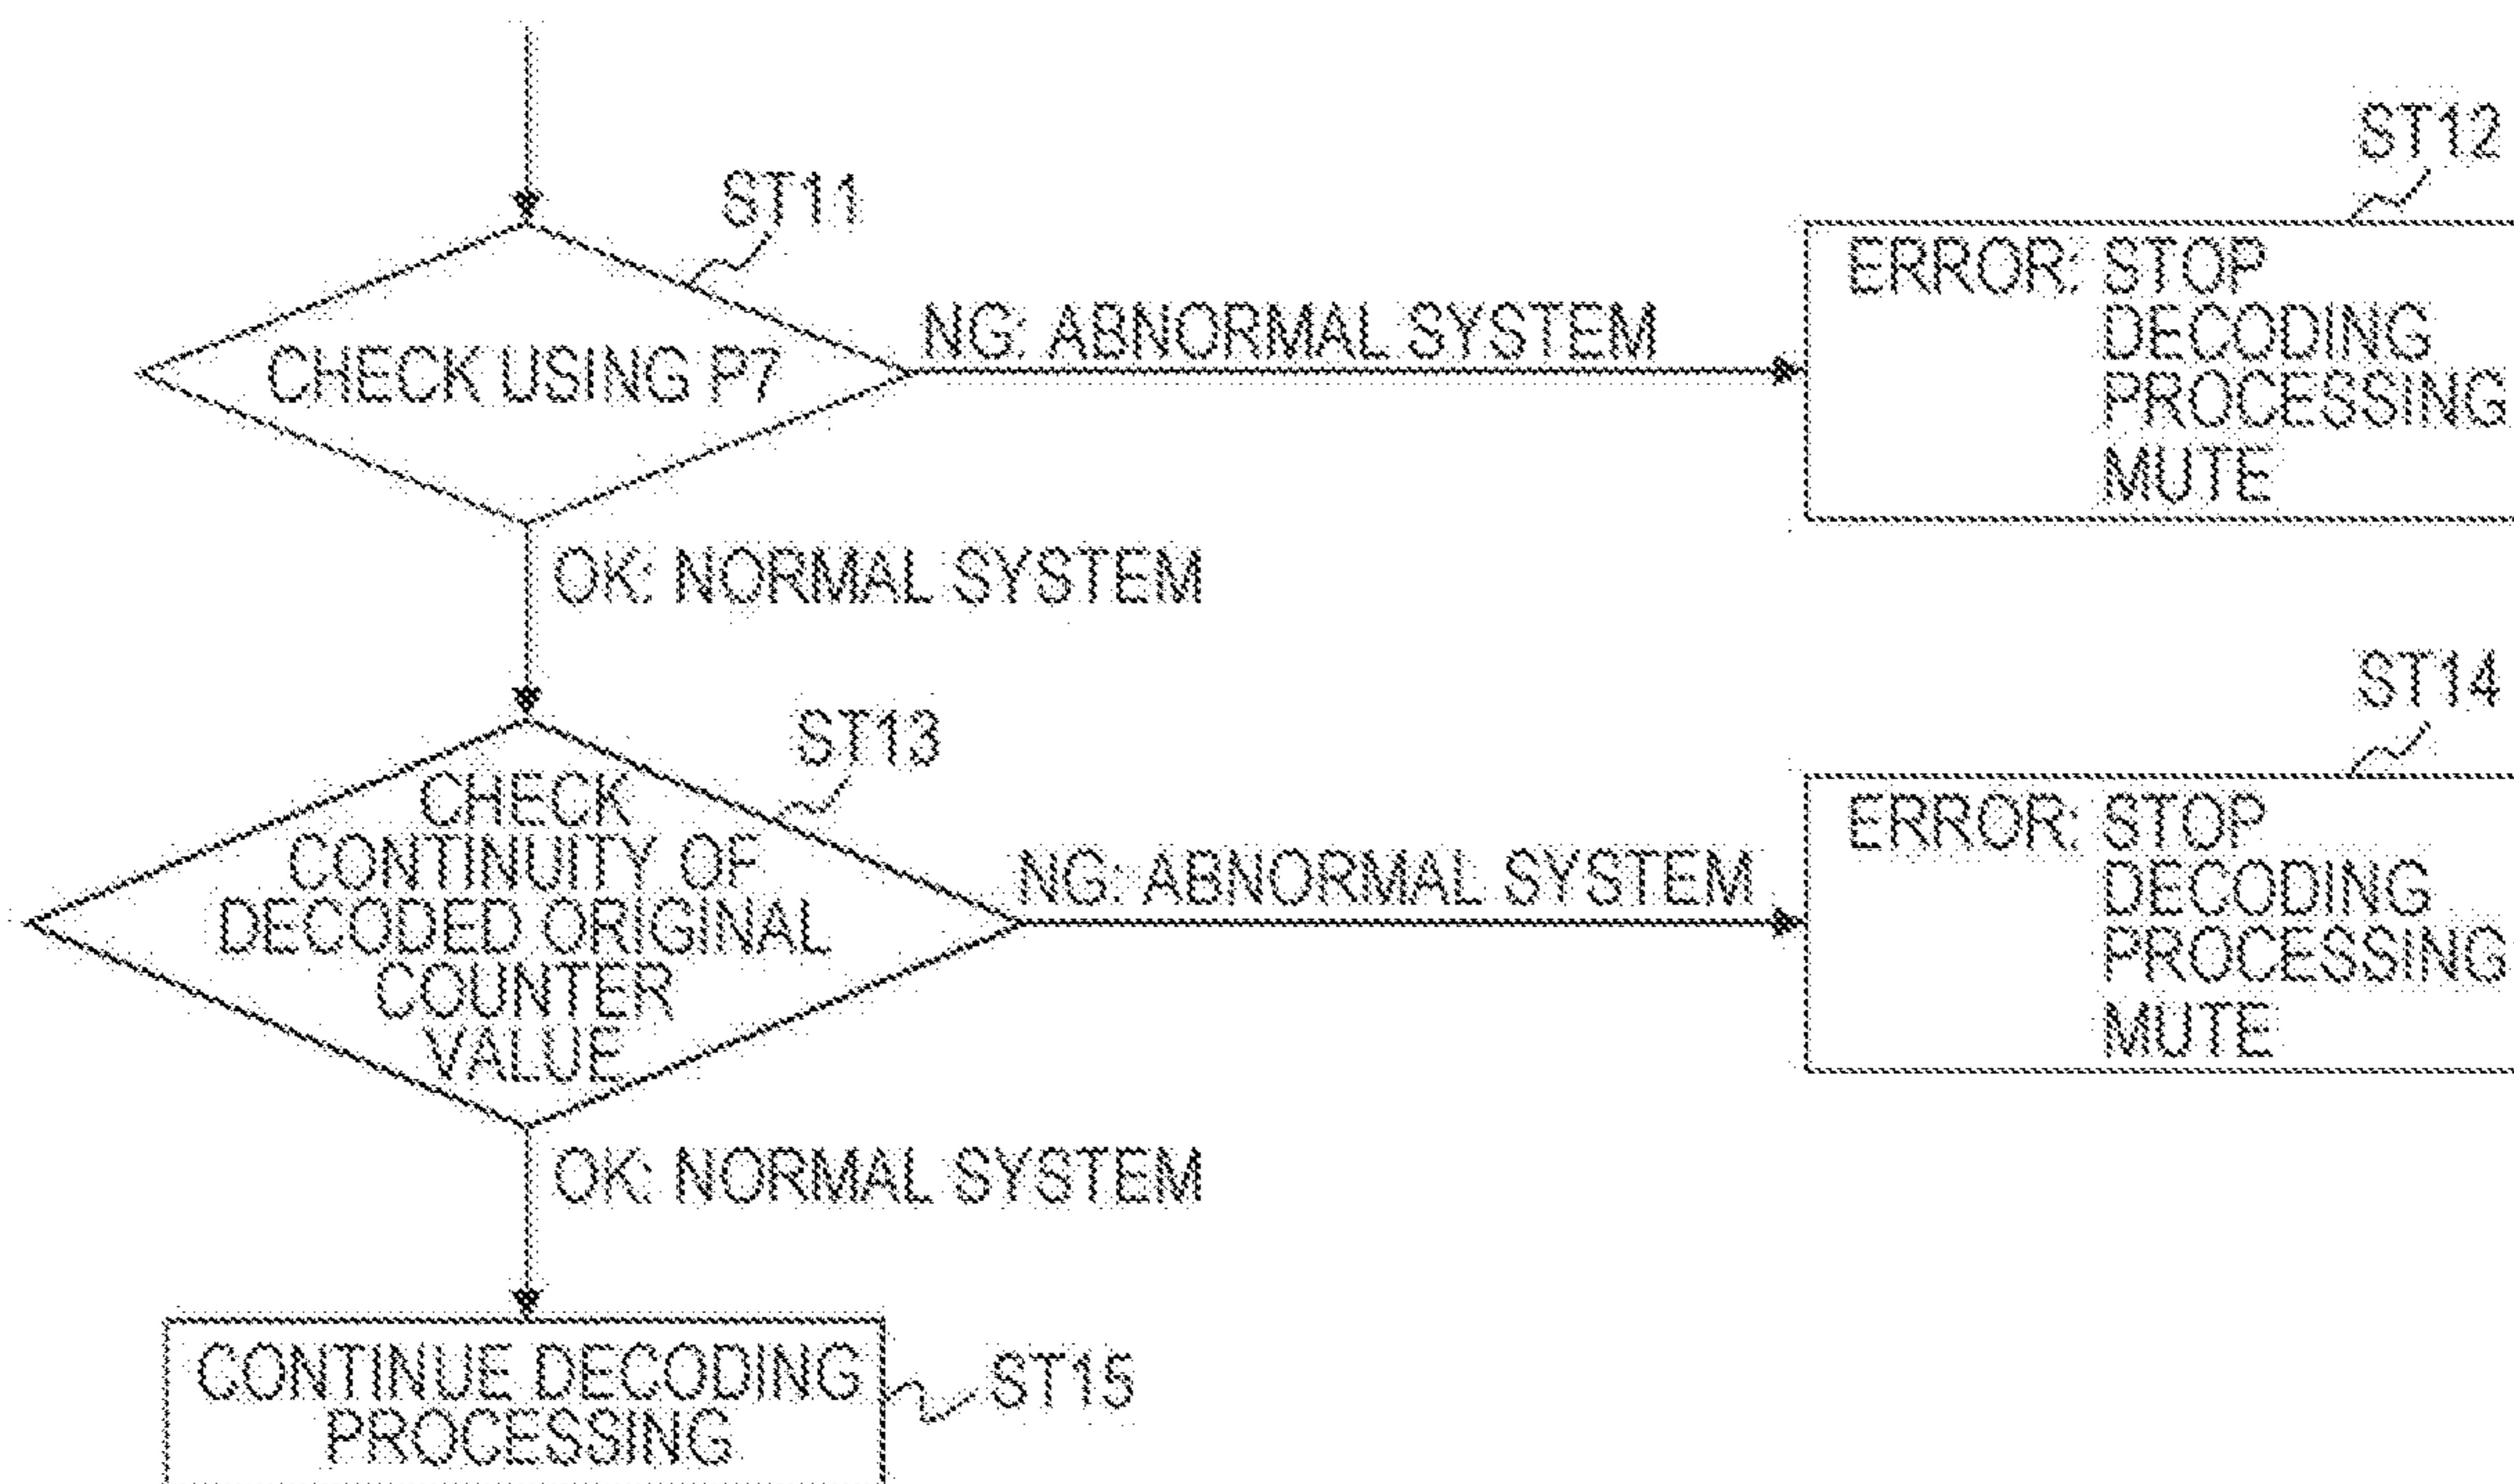 ST11
ST12
CHECK USING P7
NG: ABNORMAL SYSTEM
ERROR: STOP
DECODING
PROCESSING
MUTE
OK: NORMAL SYSTEM
ST13
ST14
CHECK
CONTINUITY OF
DECODED ORIGINAL
COUNTER
VALUE
NG: ABNORMAL SYSTEM
ERROR: STOP
DECODING
PROCESSING
MUTE
OK: NORMAL SYSTEM
CONTINUE DECODING
PROCESSING
ST15